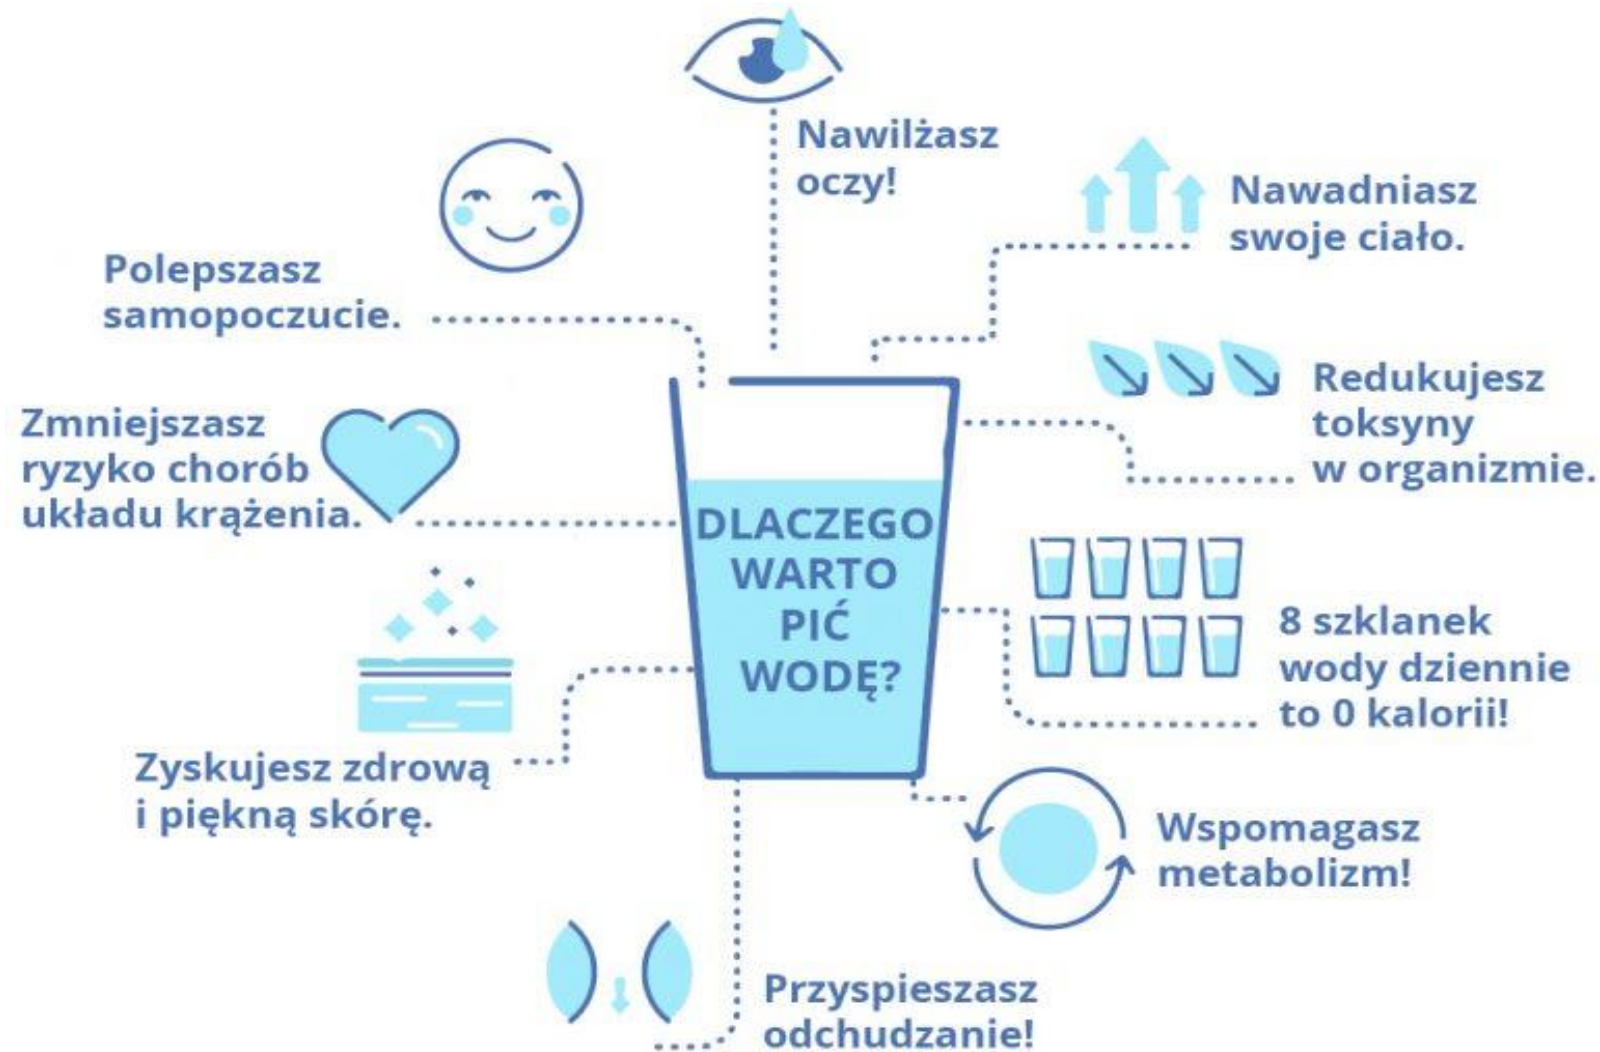 Nawilżasz
oczy!
Nawadniasz
swoje ciało.
Polepszasz
samopoczucie.
Redukujesz
toksyny
w organizmie.
Zmniejszasz
ryzyko chorób
układu krążenia.
DLACZEGO
WARTO
PIĆ
WODĘ?
8 szklanek
wody dziennie
to 0 kalorii!
Zyskujesz zdrową
i piękną skórę.
Wspomagasz
metabolizm!
Przyspieszasz
odchudzanie!